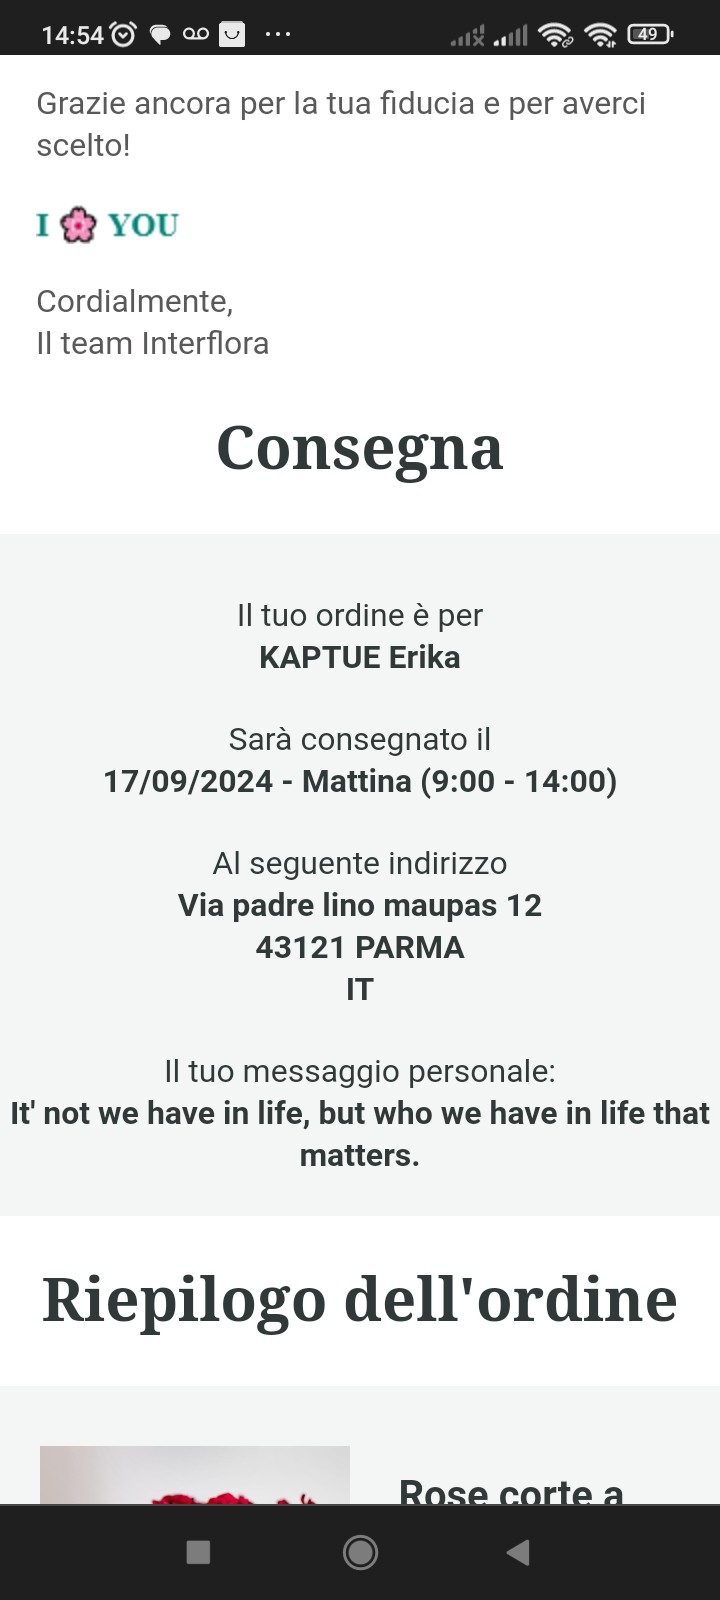 14:54
49
Grazie ancora per la tua fiducia e per averci
scelto!
I 🌸 YOU
Cordialmente,
Il team Interflora
Consegna
Il tuo ordine è per
KAPTUE Erika
Sarà consegnato il
17/09/2024 - Mattina (9:00 - 14:00)
Al seguente indirizzo
Via padre lino maupas 12
43121 PARMA
IT
Il tuo messaggio personale:
It' not we have in life, but who we have in life that
matters.
Riepilogo dell'ordine
Rose corte a